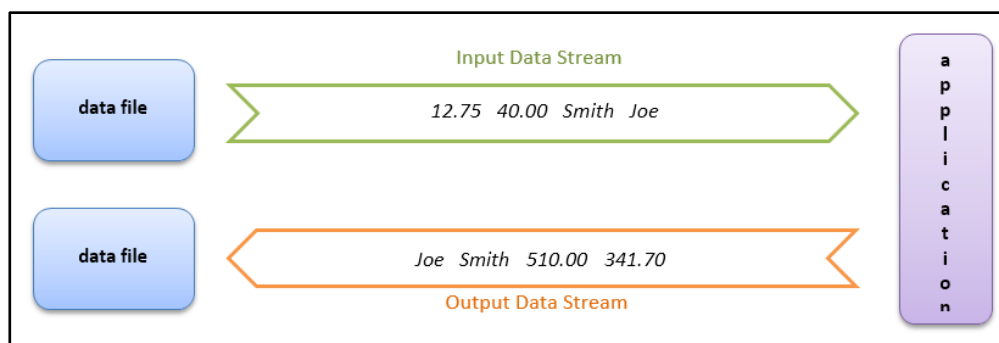 Input Data Stream
data file
12.75 40.00 Smith Joe
data file
Joe Smith 510.00 341.70
Output Data Stream
a
p
p
l
i
c
a
t
i
o
n